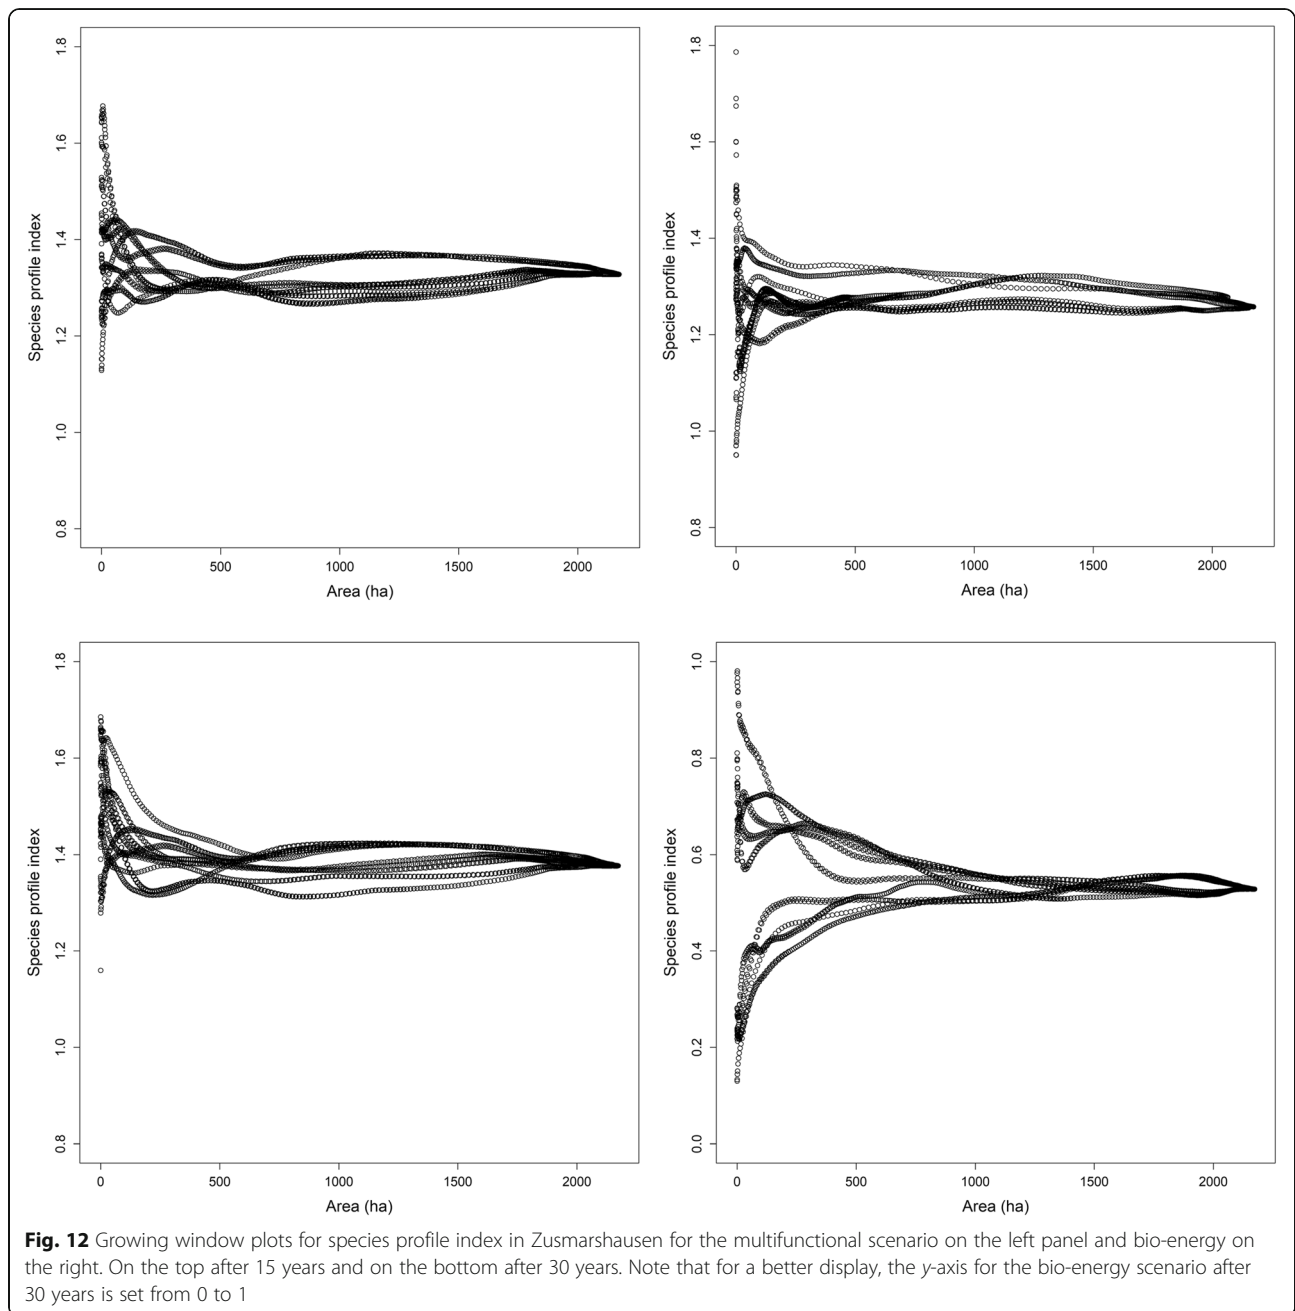 1.8
1.6
1.4
1.2
1.0
0.8
Species profile index
0 500 1000 1500 2000
Area (ha)
1.8
1.6
1.4
1.2
1.0
0.8
Species profile index
0 500 1000 1500 2000
Area (ha)
1.8
1.6
1.4
1.2
1.0
0.8
Species profile index
0 500 1000 1500 2000
Area (ha)
1.0
0.8
0.6
0.4
0.2
0.0
Species profile index
0 500 1000 1500 2000
Area (ha)
Fig. 12 Growing window plots for species profile index in Zusmarshausen for the multifunctional scenario on the left panel and bio-energy on
the right. On the top after 15 years and on the bottom after 30 years. Note that for a better display, the y-axis for the bio-energy scenario after
30 years is set from 0 to 1